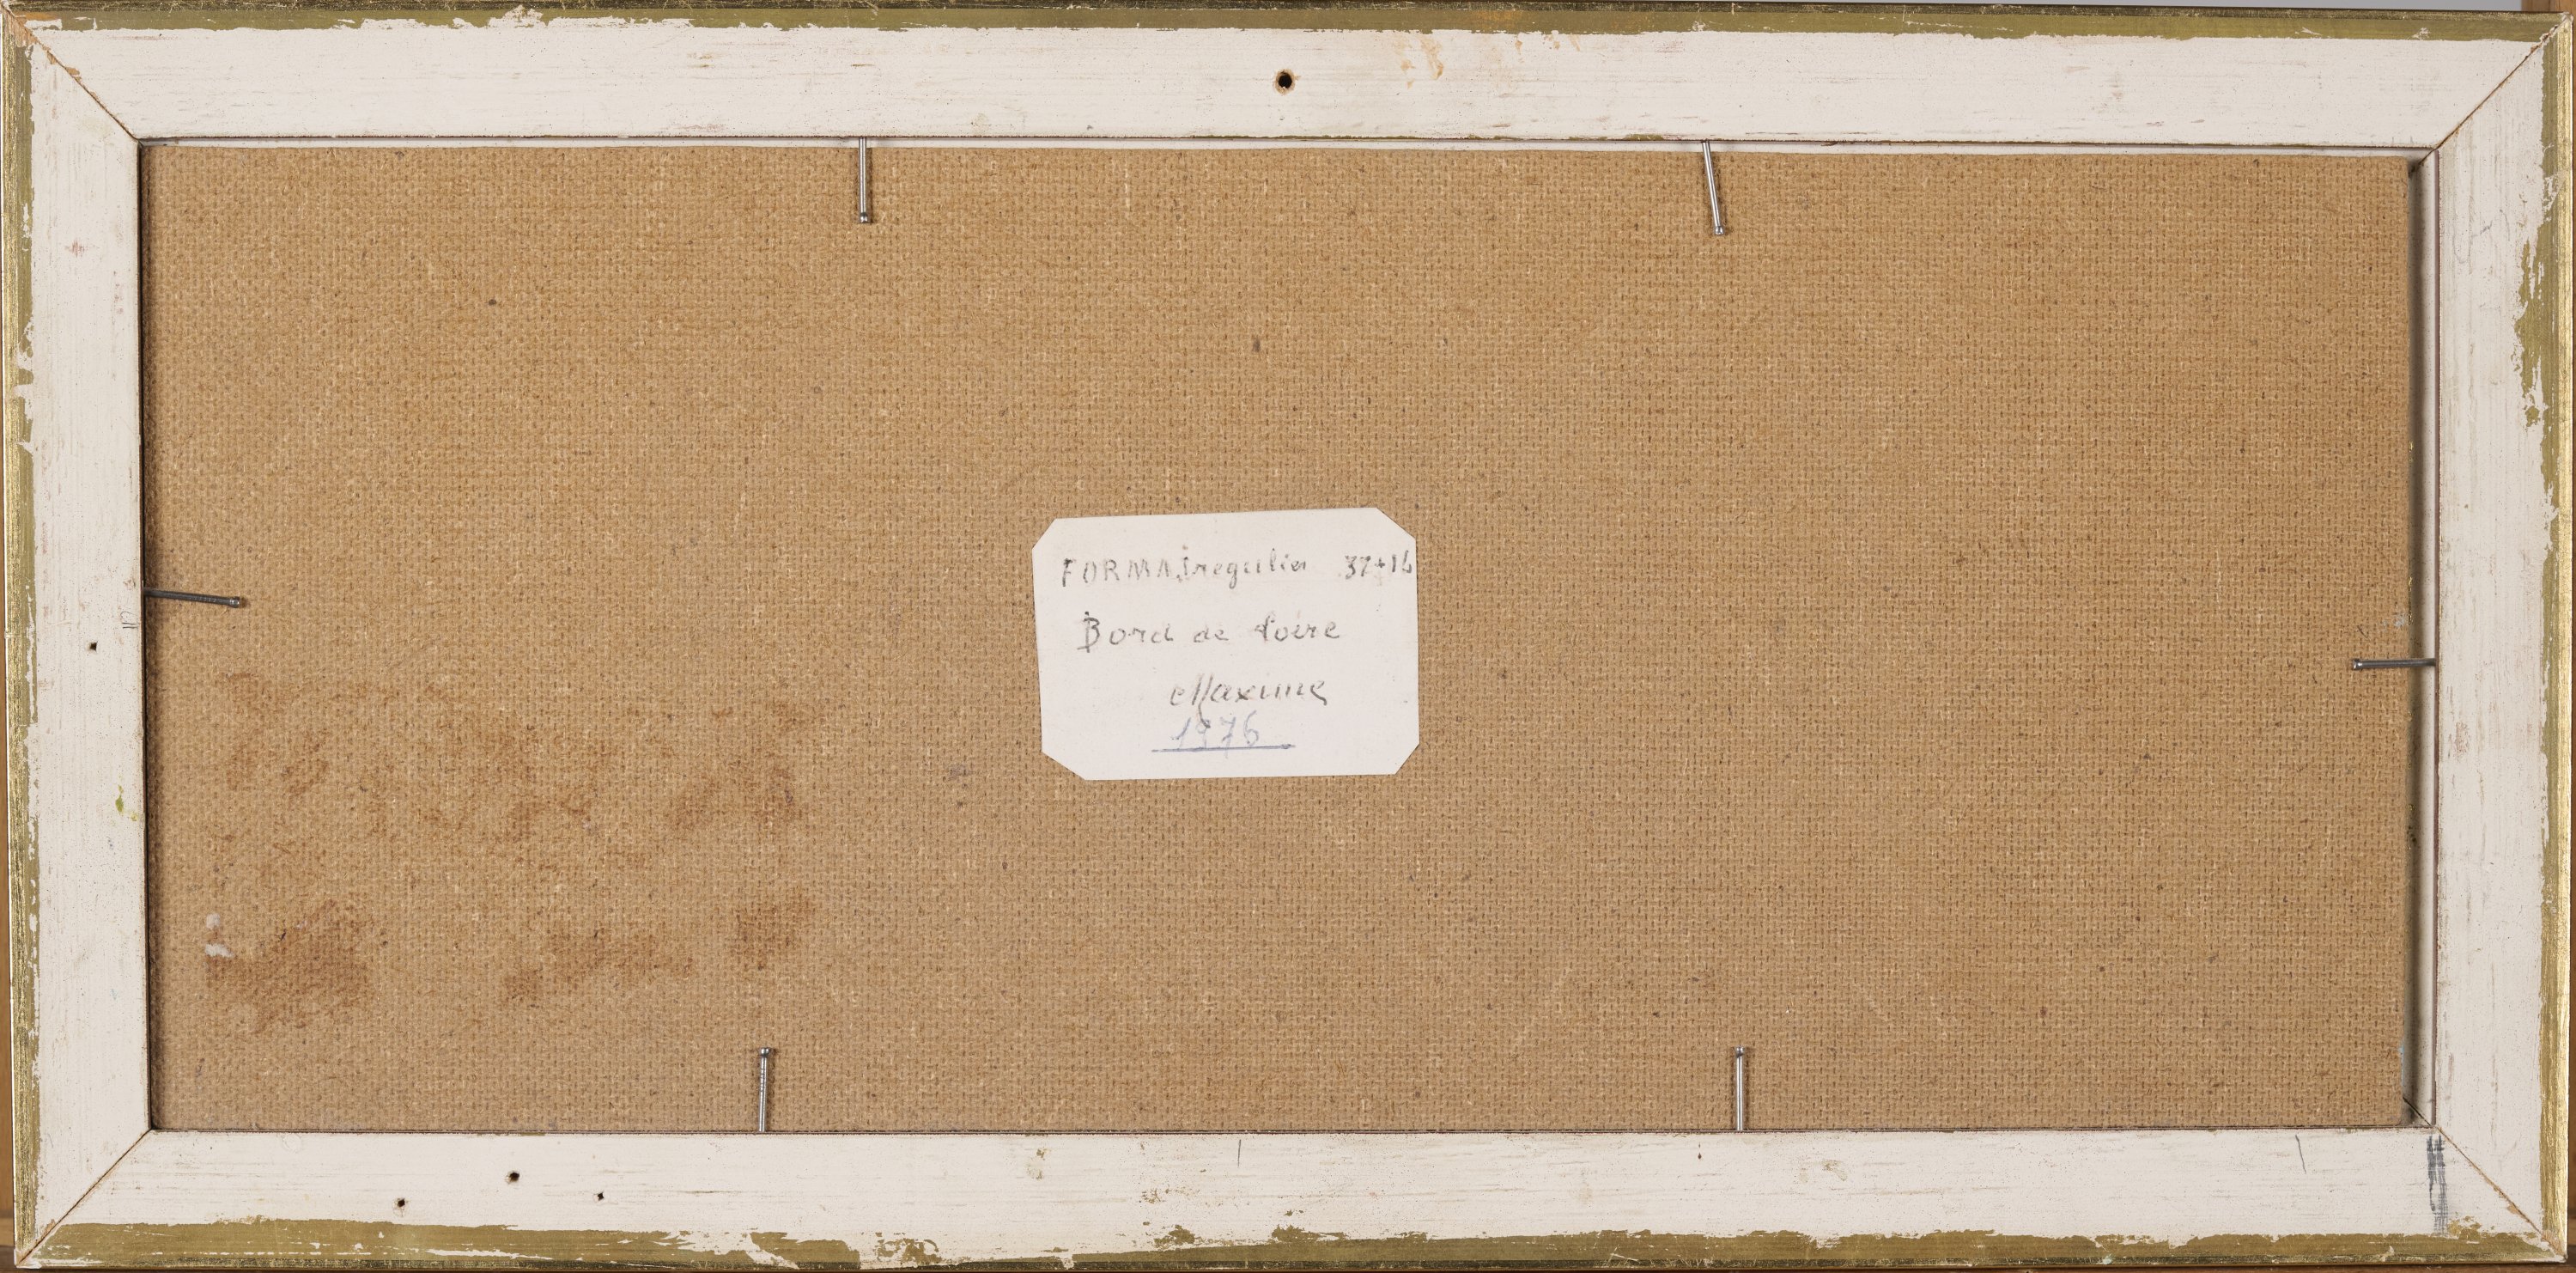 FORMA irregulier 37+16
Bord de Loire
Maxime
1976